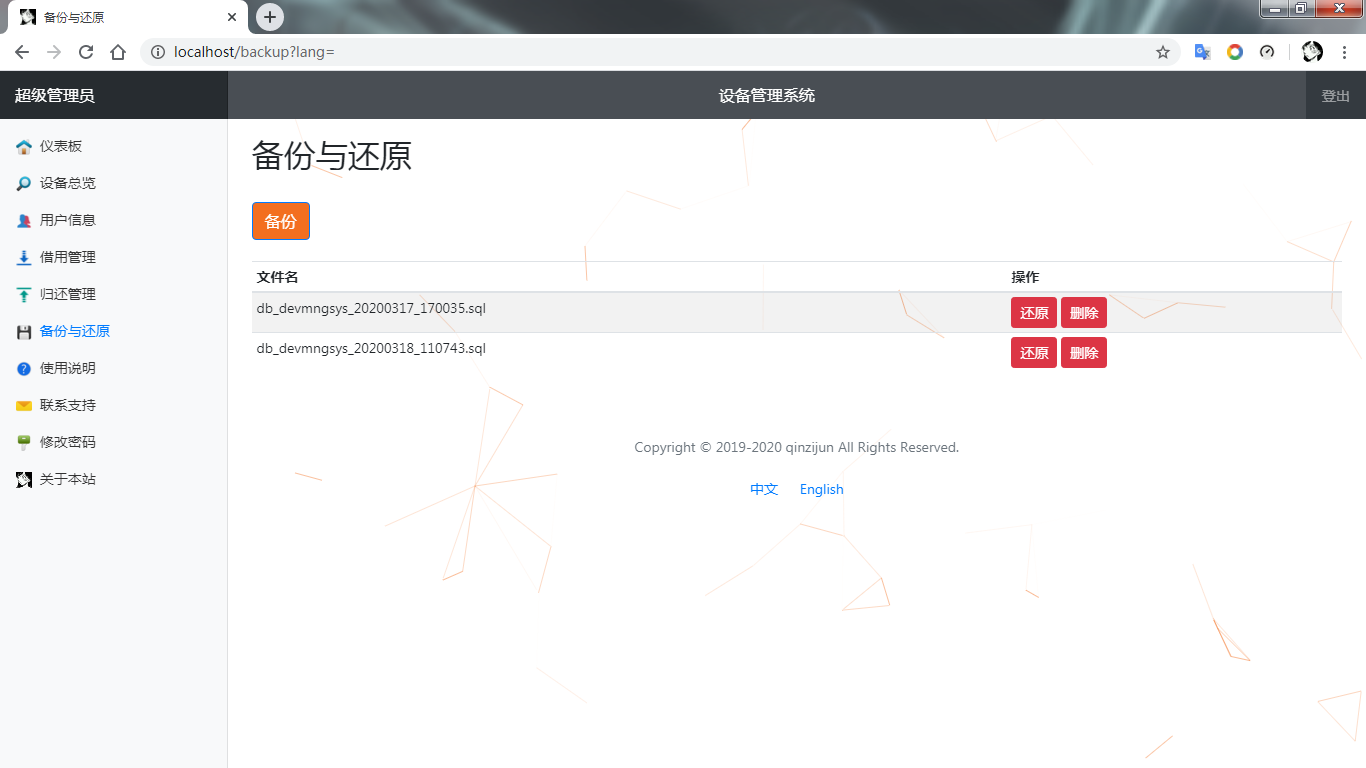 备份与还原
localhost/backup?lang=
超级管理员
设备管理系统
登出
仪表板
设备总览
用户信息
借用管理
归还管理
备份与还原
使用说明
联系支持
修改密码
关于本站
备份与还原
备份
文件名 操作
db_devmngsys_20200317_170035.sql 还原 删除
db_devmngsys_20200318_110743.sql 还原 删除
Copyright © 2019-2020 qinzijun All Rights Reserved.
中文 English